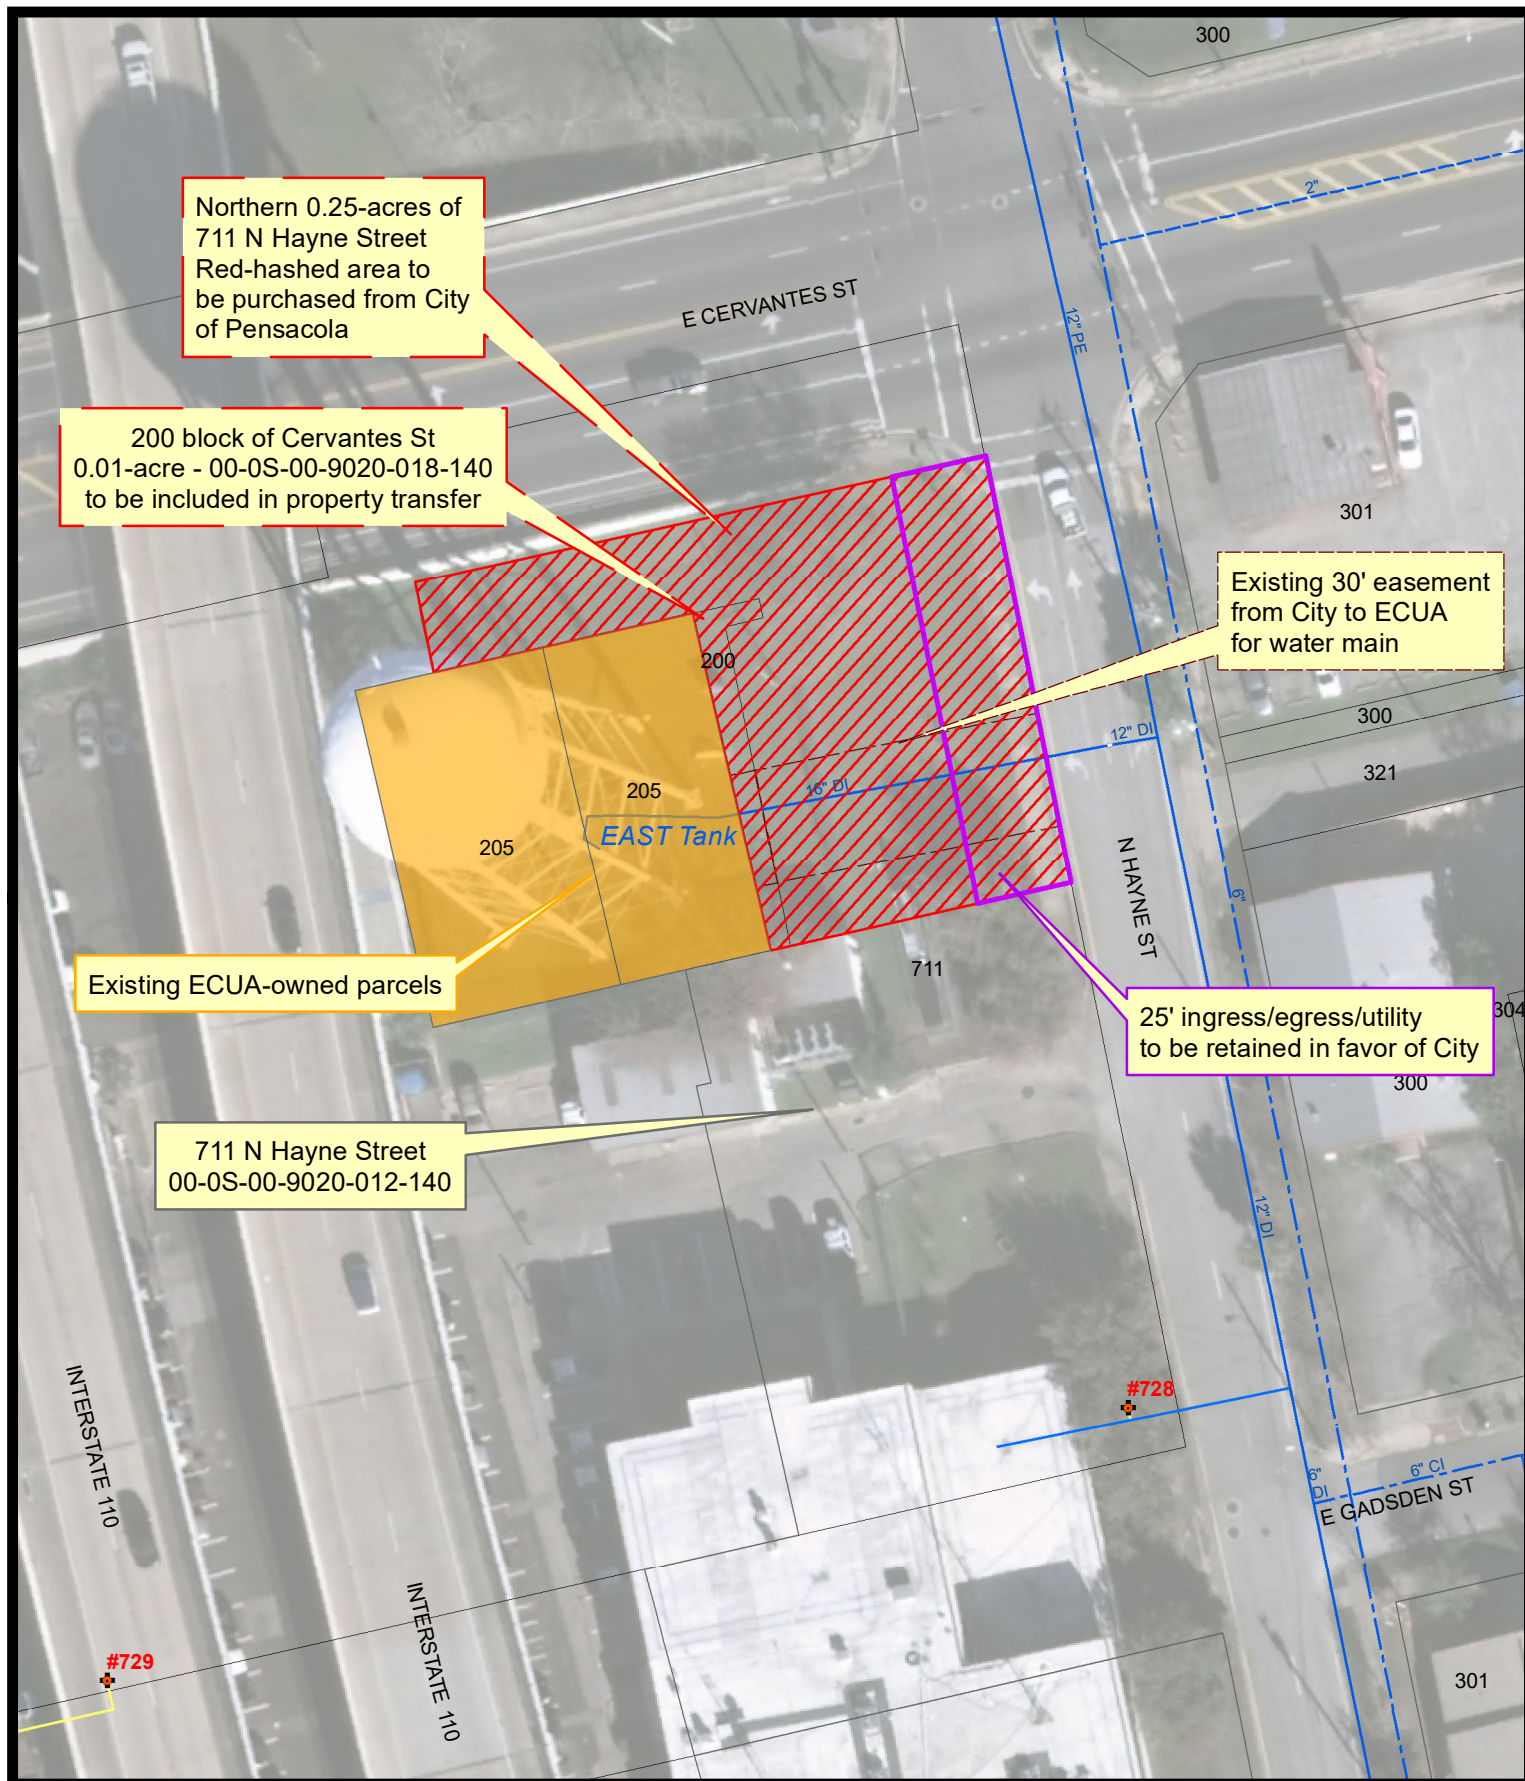 300
2"
Northern 0.25-acres of
711 N Hayne Street
Red-hashed area to
be purchased from City
of Pensacola
E CERVANTES ST
12" PE
200 block of Cervantes St
0.01-acre - 00-0S-00-9020-018-140
to be included in property transfer
301
Existing 30' easement
from City to ECUA
for water main
200
300
12" DI
321
16" DI
205
EAST Tank
205
N HAYNE ST
6"
711
Existing ECUA-owned parcels
25' ingress/egress/utility
to be retained in favor of City
304
300
711 N Hayne Street
00-0S-00-9020-012-140
12" DI
#728
INTERSTATE 110
6"
DI
6" CI
E GADSDEN ST
INTERSTATE 110
#729
301